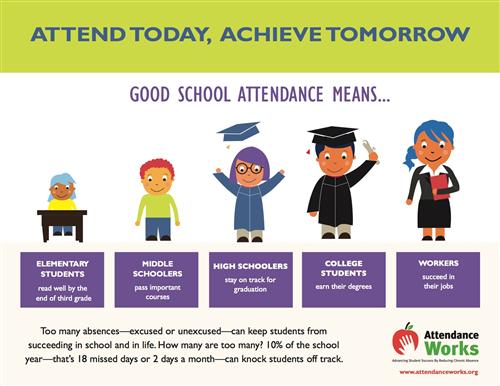 ATTEND TODAY, ACHIEVE TOMORROW
GOOD SCHOOL ATTENDANCE MEANS...
ELEMENTARY
STUDENTS
read well by the
end of third grade
MIDDLE
SCHOOLERS
pass important
courses
HIGH SCHOOLERS
stay on track for
graduation
COLLEGE
STUDENTS
earn their degrees
WORKERS
succeed in
their jobs
Too many absences—excused or unexcused—can keep students from
succeeding in school and in life. How many are too many? 10% of the school
year—that's 18 missed days or 2 days a month—can knock students off track.
Attendance
Works
Advancing Student Success By Reducing Chronic Absence
www.attendanceworks.org